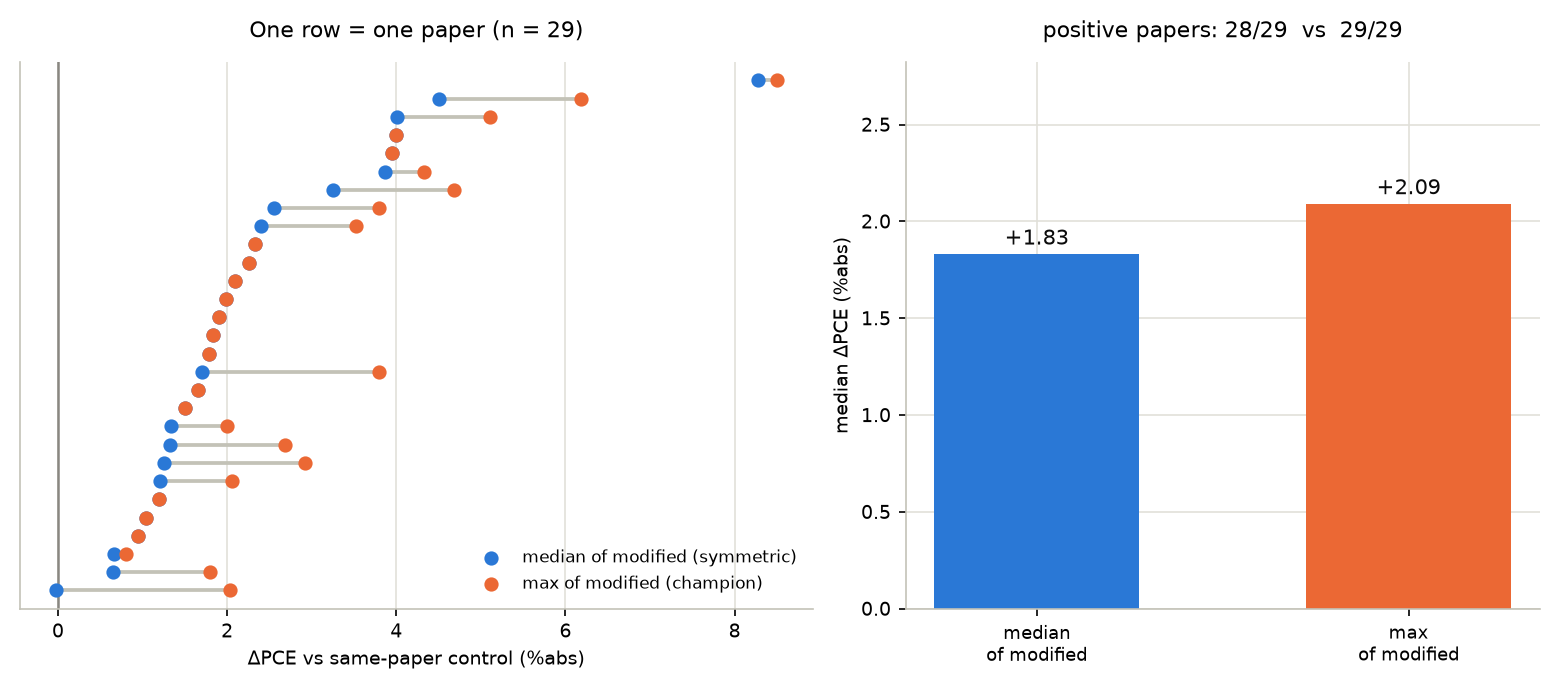 One row = one paper (n = 29)
median of modified (symmetric)
max of modified (champion)
0 2 4 6 8
ΔPCE vs same-paper control (%abs)
positive papers: 28/29 vs 29/29
median ΔPCE (%abs)
2.5
2.0
1.5
1.0
0.5
0.0
+1.83
+2.09
median
of modified
max
of modified